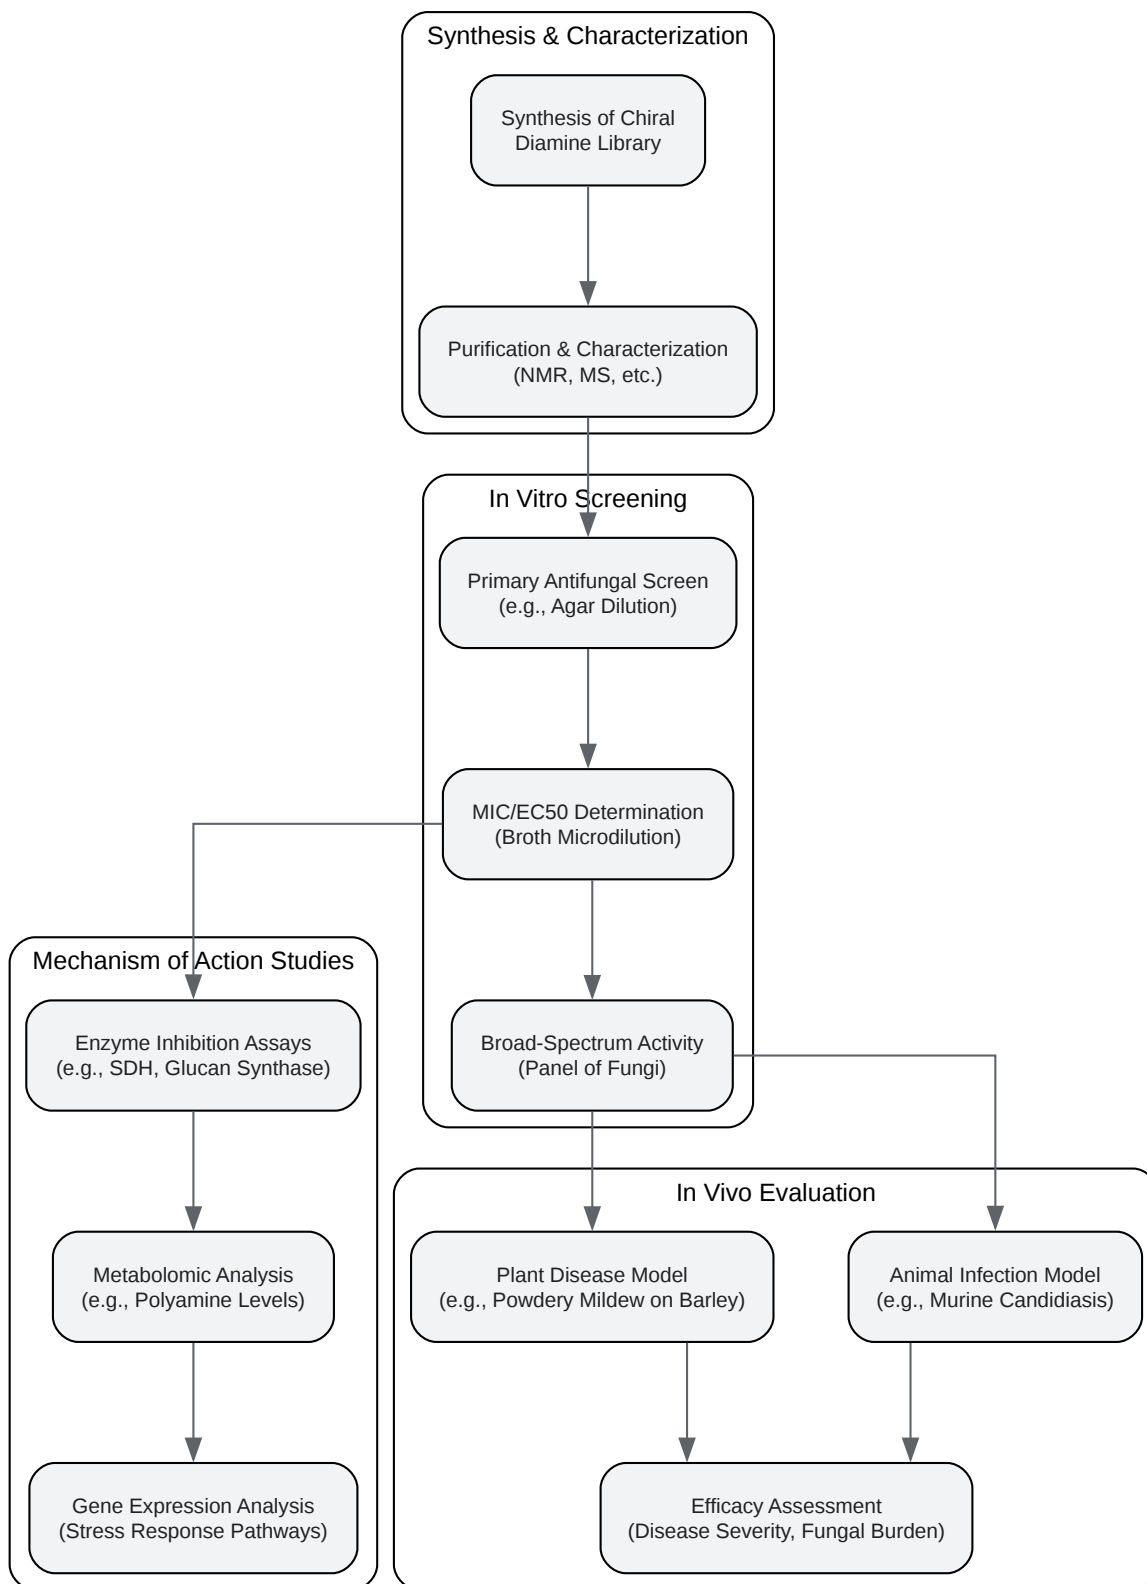 Synthesis & Characterization
Synthesis of Chiral
Diamine Library
Purification & Characterization
(NMR, MS, etc.)
In Vitro Screening
Primary Antifungal Screen
(e.g., Agar Dilution)
MIC/EC50 Determination
(Broth Microdilution)
Mechanism of Action Studies
Enzyme Inhibition Assays
(e.g., SDH, Glucan Synthase)
Broad-Spectrum Activity
(Panel of Fungi)
In Vivo Evaluation
Metabolomic Analysis
(e.g., Polyamine Levels)
Plant Disease Model
(e.g., Powdery Mildew on Barley)
Animal Infection Model
(e.g., Murine Candidiasis)
Gene Expression Analysis
(Stress Response Pathways)
Efficacy Assessment
(Disease Severity, Fungal Burden)